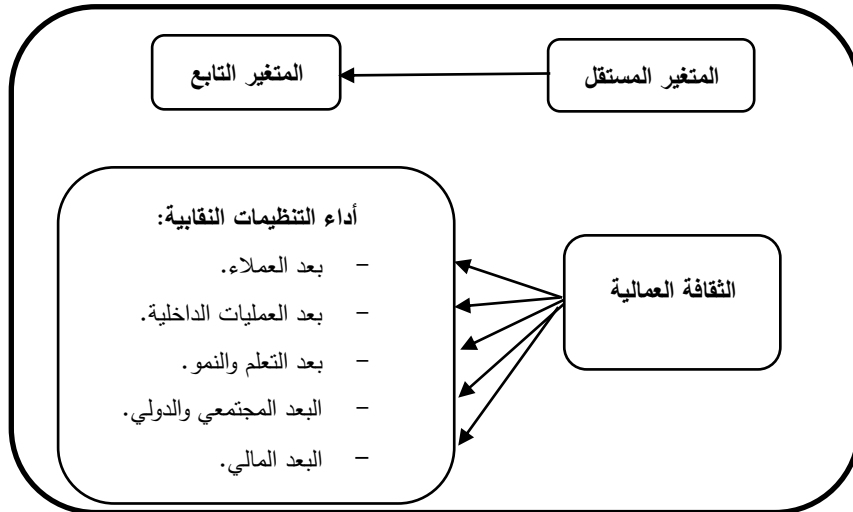 المتغير المستقل
المتغير التابع
الثقافة العمالية
أداء التنظيمات النقابية:
– بعد العملاء.
– بعد العمليات الداخلية.
– بعد التعلم والنمو.
– البعد المجتمعي والدولي.
– البعد المالي.